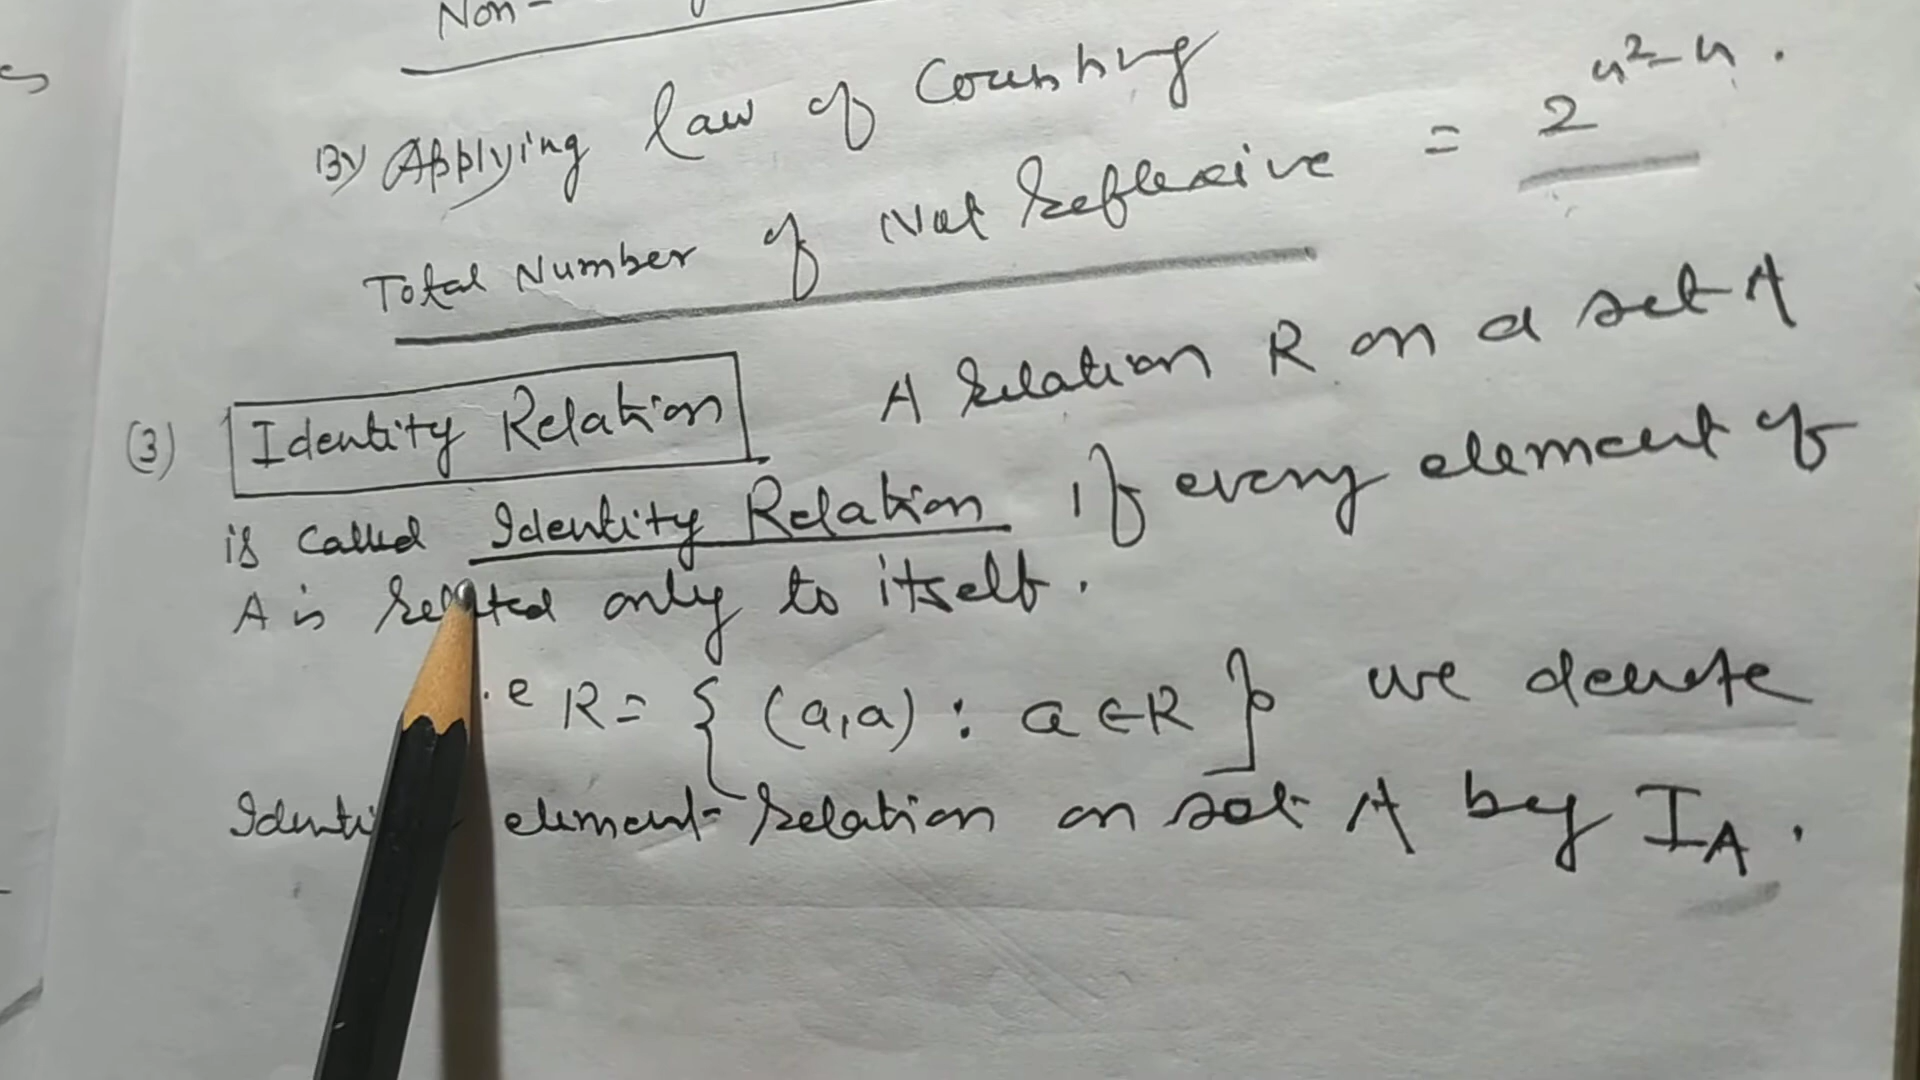 Non-
By Applying law of Counting
Total Number of Not Reflexive = 2^{n²-n}.
(3) Identity Relation A Relation R on a set A
is called Identity Relation if every element of
A is Related only to itself.
i.e R = { (a,a) : a ∈ R } we denote
element Relation on set A by I_A.